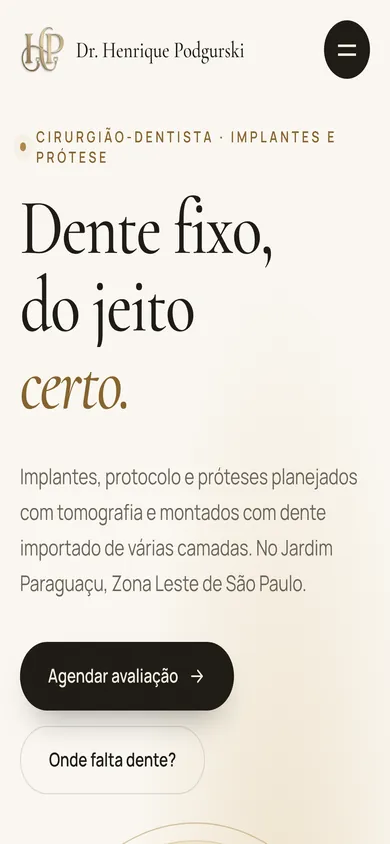 HP Dr. Henrique Podgurski
CIRURGIÃO-DENTISTA · IMPLANTES E
PRÓTESE
Dente fixo,
do jeito
certo.
Implantes, protocolo e próteses planejados
com tomografia e montados com dente
importado de várias camadas. No Jardim
Paraguaçu, Zona Leste de São Paulo.
Agendar avaliação →
Onde falta dente?